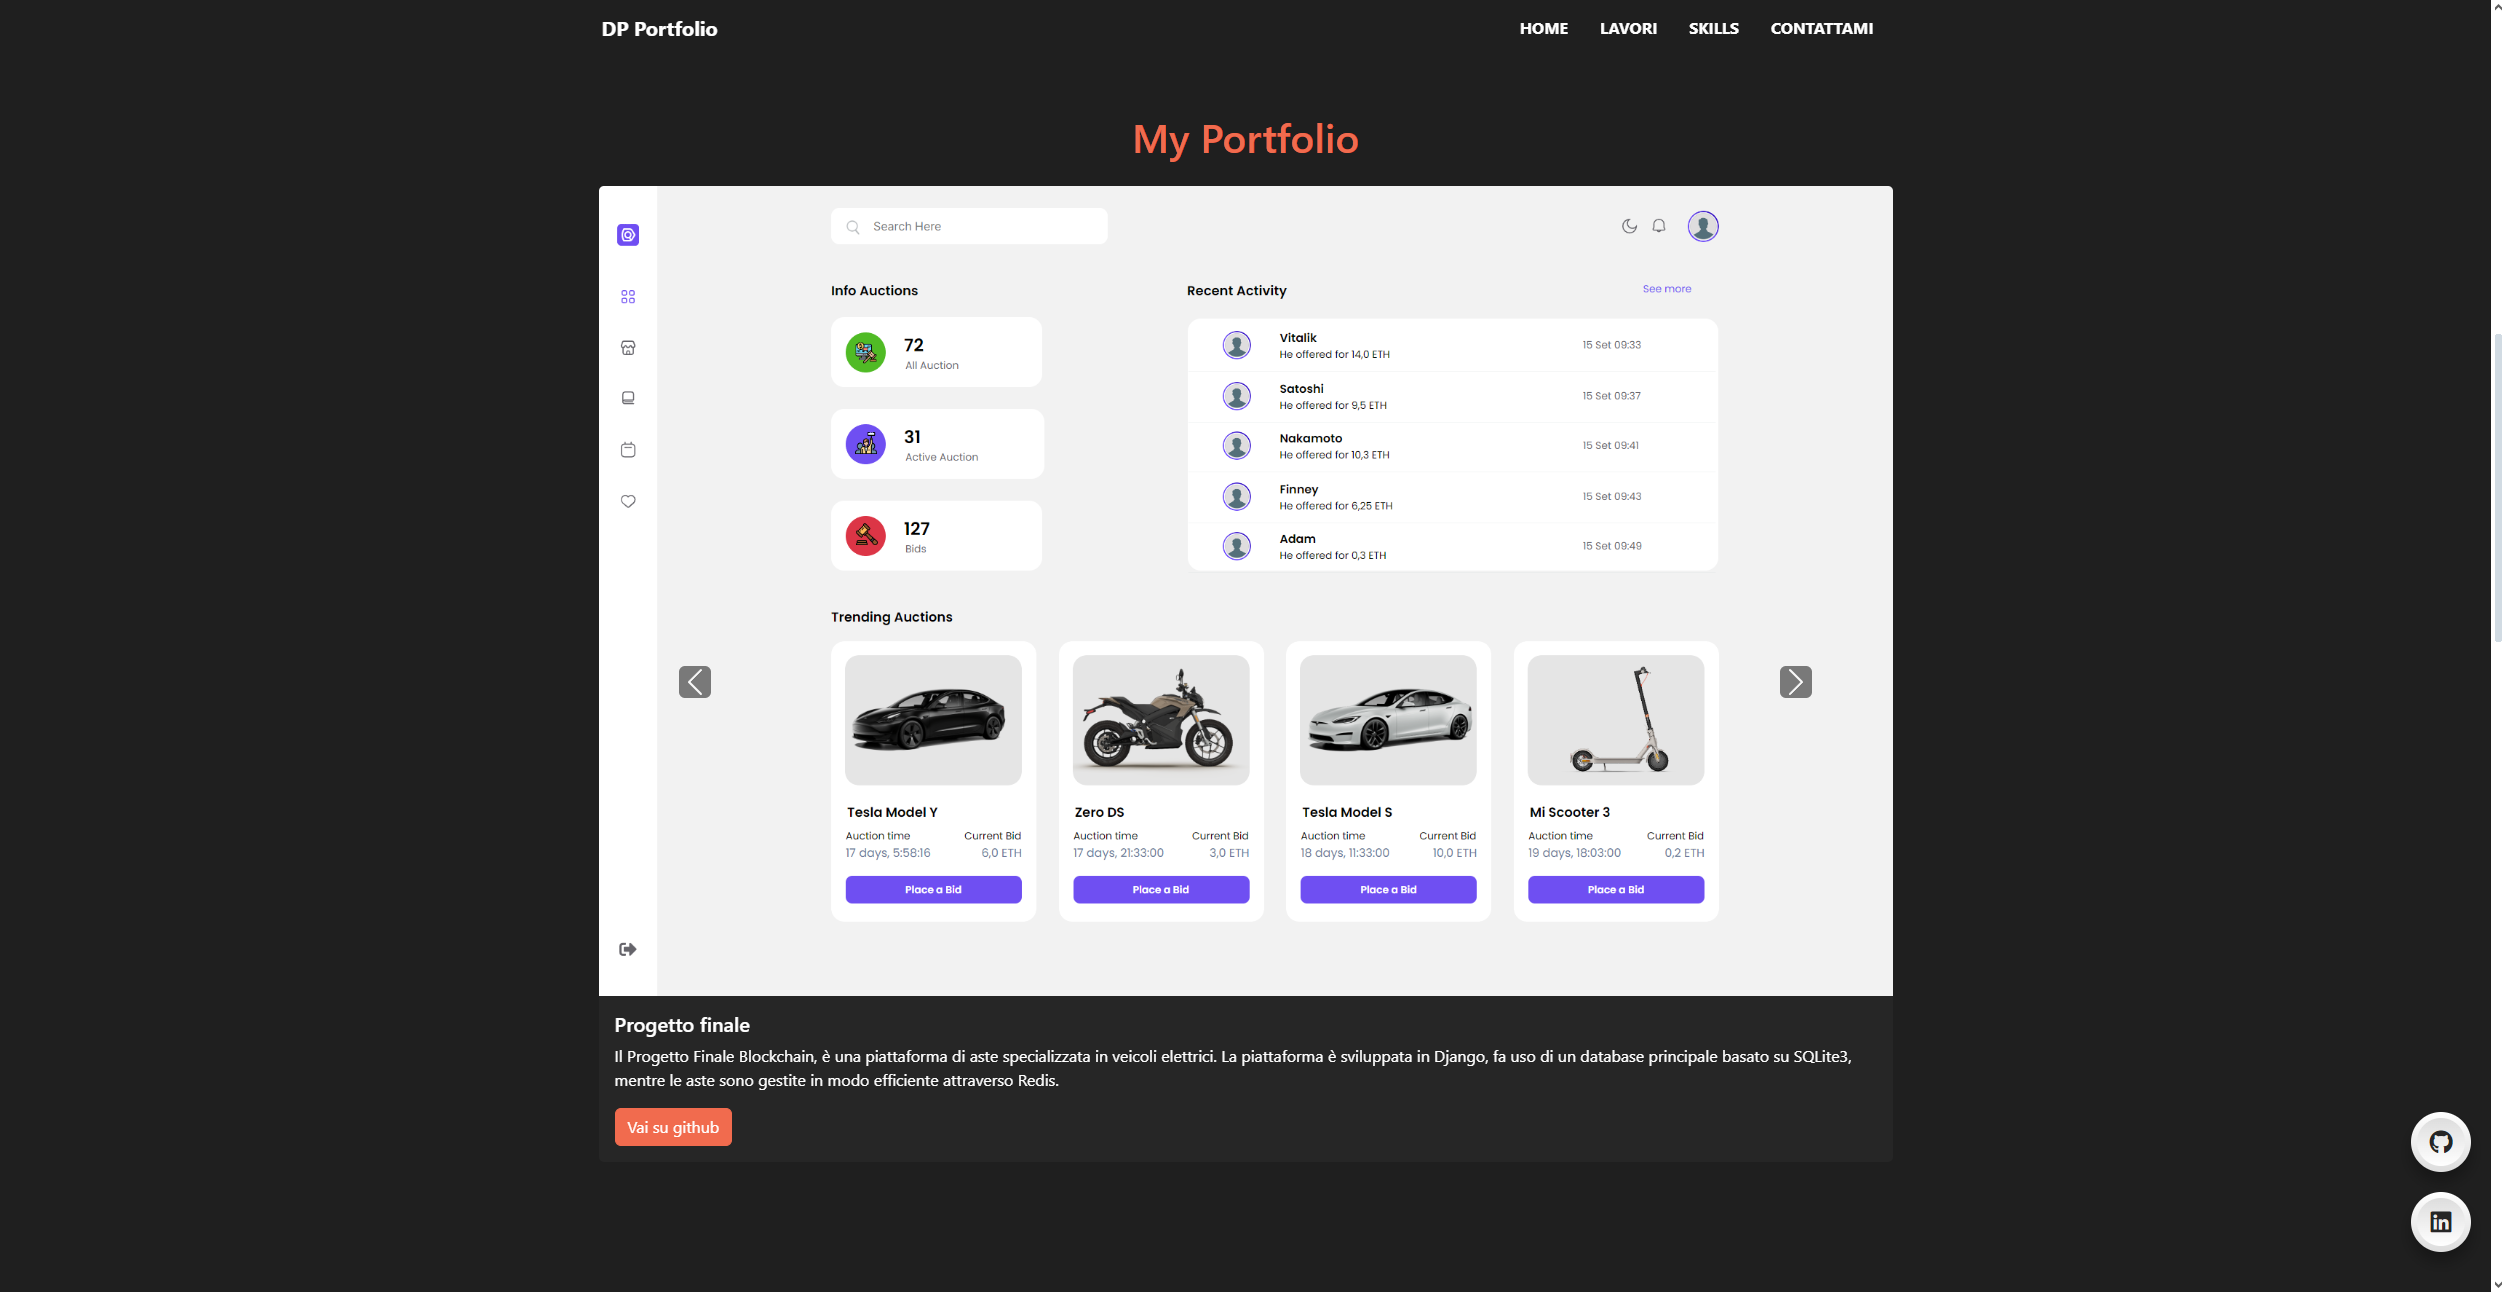 DP Portfolio
HOME LAVORI SKILLS CONTATTAMI
My Portfolio
Search Here
Info Auctions
72
All Auction
31
Active Auction
127
Bids
Recent Activity See more
Vitalik
He offered for 14,0 ETH
15 Set 09:33
Satoshi
He offered for 9,5 ETH
15 Set 09:37
Nakamoto
He offered for 10,3 ETH
15 Set 09:41
Finney
He offered for 6,25 ETH
15 Set 09:43
Adam
He offered for 0,3 ETH
15 Set 09:49
Trending Auctions
Tesla Model Y
Auction time Current Bid
17 days, 5:58:16 6,0 ETH
Place a Bid
Zero DS
Auction time Current Bid
17 days, 21:33:00 3,0 ETH
Place a Bid
Tesla Model S
Auction time Current Bid
18 days, 11:33:00 10,0 ETH
Place a Bid
Mi Scooter 3
Auction time Current Bid
19 days, 18:03:00 0,2 ETH
Place a Bid
Progetto finale
Il Progetto Finale Blockchain, è una piattaforma di aste specializzata in veicoli elettrici. La piattaforma è sviluppata in Django, fa uso di un database principale basato su SQLite3,
mentre le aste sono gestite in modo efficiente attraverso Redis.
Vai su github
in